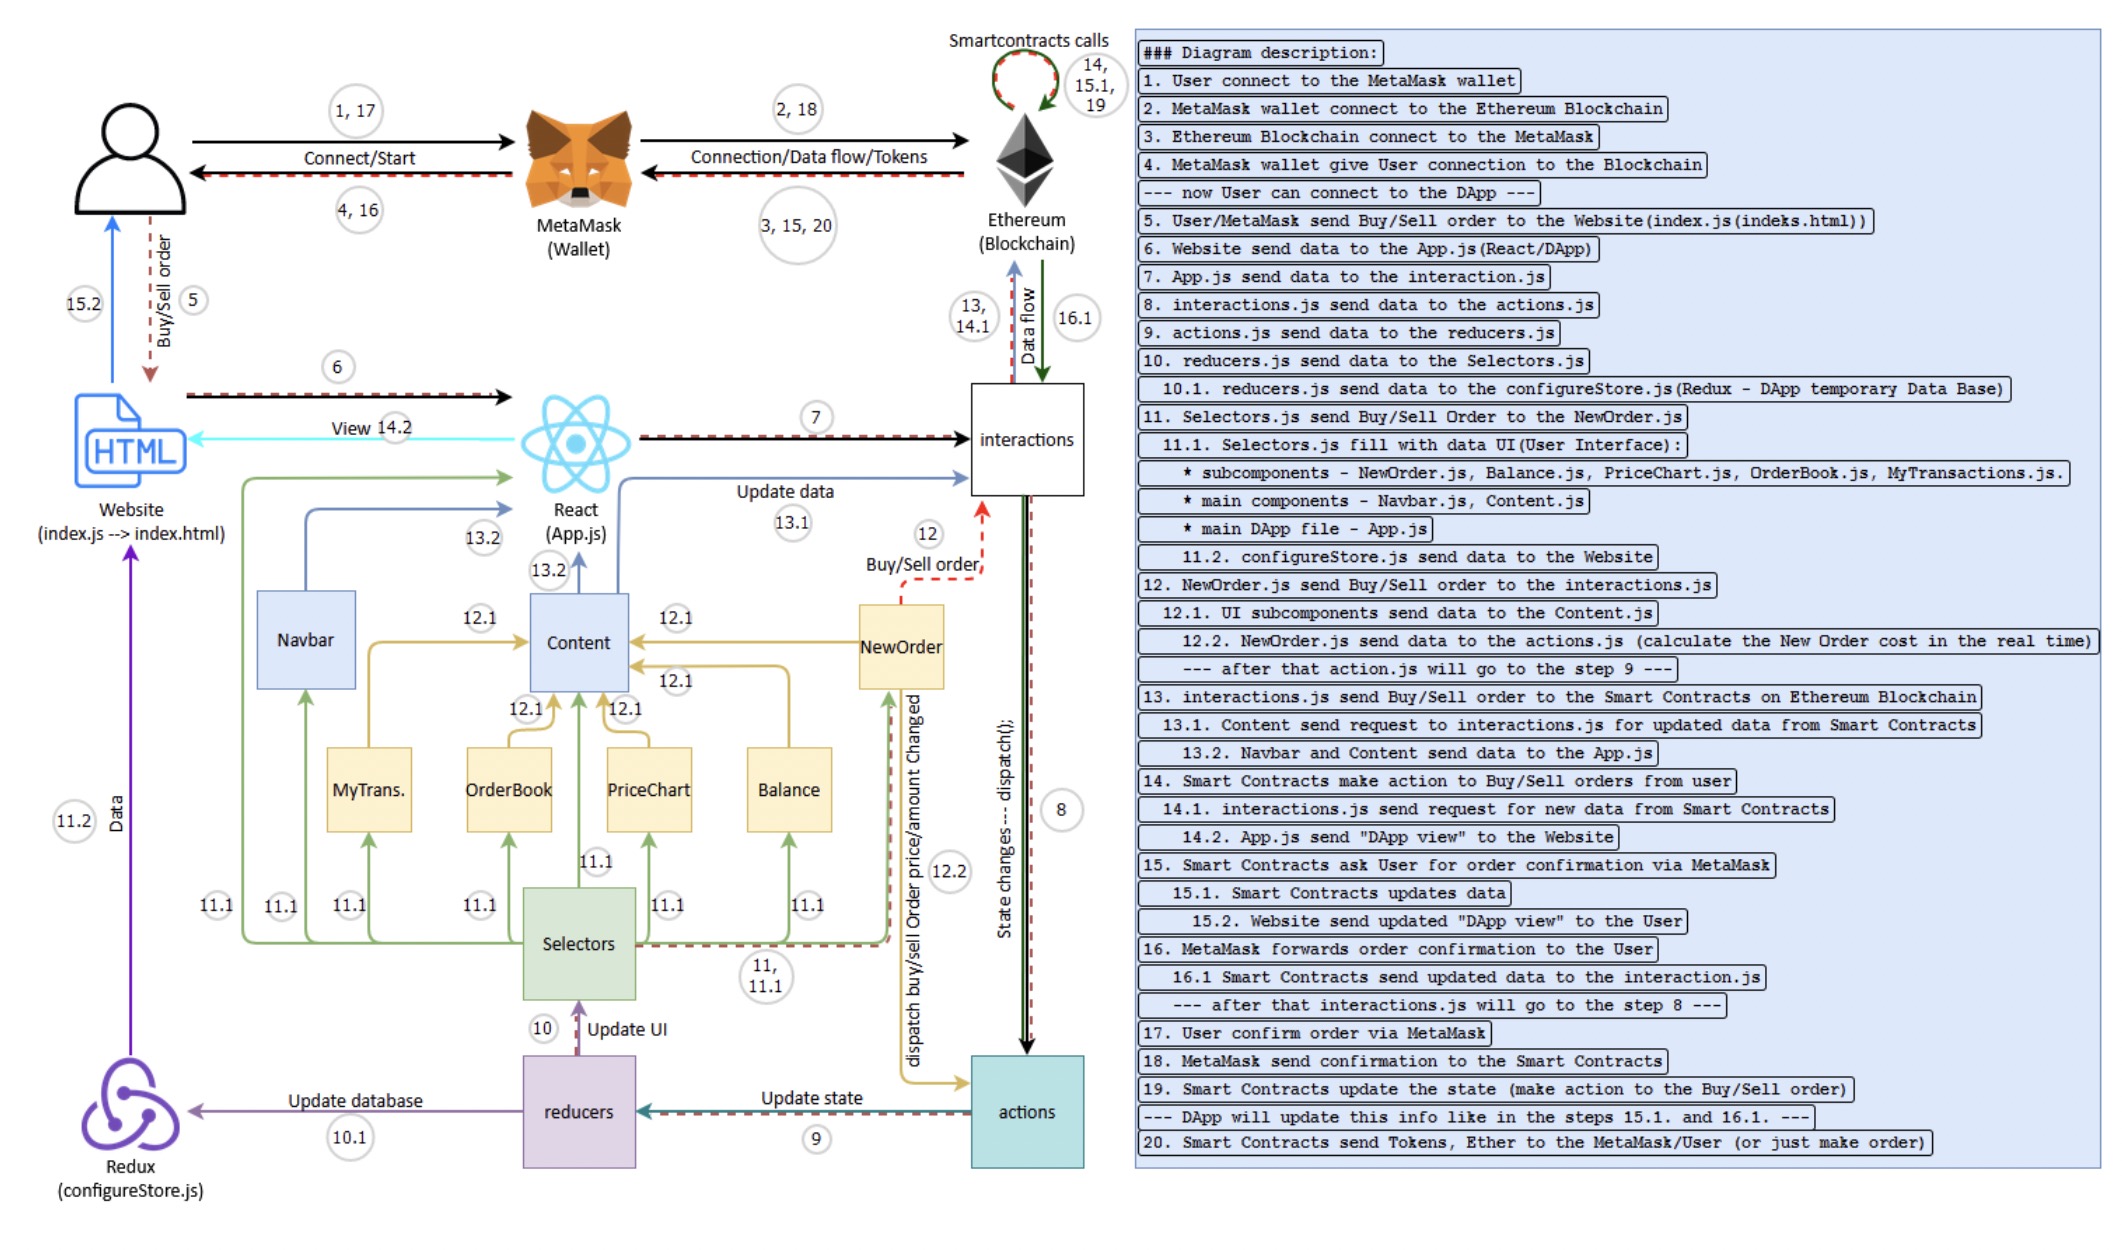 Smartcontracts calls
14,
15.1,
19
1, 17
2, 18
Connect/Start
Connection/Data flow/Tokens
4, 16
3, 15, 20
MetaMask
(Wallet)
Ethereum
(Blockchain)
15.2
Buy/Sell order
5
13,
14.1
Data flow
16.1
6
View
14.2
7
HTML
interactions
Website
(index.js --> index.html)
React
(App.js)
Update data
13.1
13.2
13.2
12
Buy/Sell order
Navbar
12.1
Content
12.1
NewOrder
12.1
12.1
12.1
MyTrans.
OrderBook
PriceChart
Balance
dispatch buy/sell Order price/amount Changed
State changes--- dispatch();
8
11.2
Data
11.1
12.2
11.1
11.1
11.1
11.1
11.1
11.1
Selectors
11,
11.1
10
Update UI
Update database
10.1
reducers
Update state
9
actions
Redux
(configureStore.js)
### Diagram description:
1. User connect to the MetaMask wallet
2. MetaMask wallet connect to the Ethereum Blockchain
3. Ethereum Blockchain connect to the MetaMask
4. MetaMask wallet give User connection to the Blockchain
--- now User can connect to the DApp ---
5. User/MetaMask send Buy/Sell order to the Website(index.js(indeks.html))
6. Website send data to the App.js(React/DApp)
7. App.js send data to the interaction.js
8. interactions.js send data to the actions.js
9. actions.js send data to the reducers.js
10. reducers.js send data to the Selectors.js
10.1. reducers.js send data to the configureStore.js(Redux - DApp temporary Data Base)
11. Selectors.js send Buy/Sell Order to the NewOrder.js
11.1. Selectors.js fill with data UI(User Interface):
* subcomponents - NewOrder.js, Balance.js, PriceChart.js, OrderBook.js, MyTransactions.js.
* main components - Navbar.js, Content.js
* main DApp file - App.js
11.2. configureStore.js send data to the Website
12. NewOrder.js send Buy/Sell order to the interactions.js
12.1. UI subcomponents send data to the Content.js
12.2. NewOrder.js send data to the actions.js (calculate the New Order cost in the real time)
--- after that action.js will go to the step 9 ---
13. interactions.js send Buy/Sell order to the Smart Contracts on Ethereum Blockchain
13.1. Content send request to interactions.js for updated data from Smart Contracts
13.2. Navbar and Content send data to the App.js
14. Smart Contracts make action to Buy/Sell orders from user
14.1. interactions.js send request for new data from Smart Contracts
14.2. App.js send "DApp view" to the Website
15. Smart Contracts ask User for order confirmation via MetaMask
15.1. Smart Contracts updates data
15.2. Website send updated "DApp view" to the User
16. MetaMask forwards order confirmation to the User
16.1 Smart Contracts send updated data to the interaction.js
--- after that interactions.js will go to the step 8 ---
17. User confirm order via MetaMask
18. MetaMask send confirmation to the Smart Contracts
19. Smart Contracts update the state (make action to the Buy/Sell order)
--- DApp will update this info like in the steps 15.1. and 16.1. ---
20. Smart Contracts send Tokens, Ether to the MetaMask/User (or just make order)